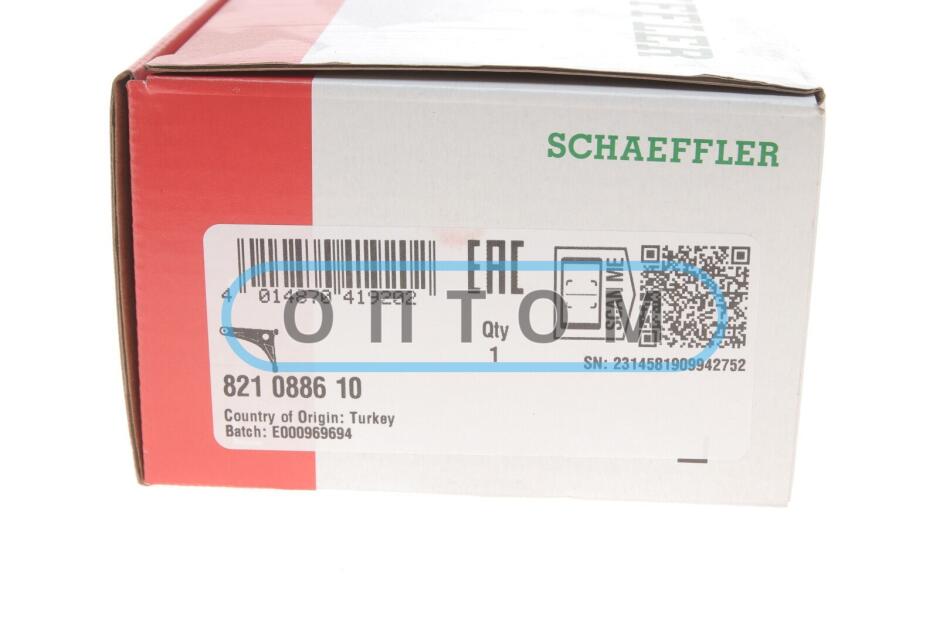 SCHAEFFLER
EAC
SCAN ME
4 014870 419202
ОПТОМ
Qty
1
SN: 2314581909942752
821 0886 10
Country of Origin: Turkey
Batch: E000969694